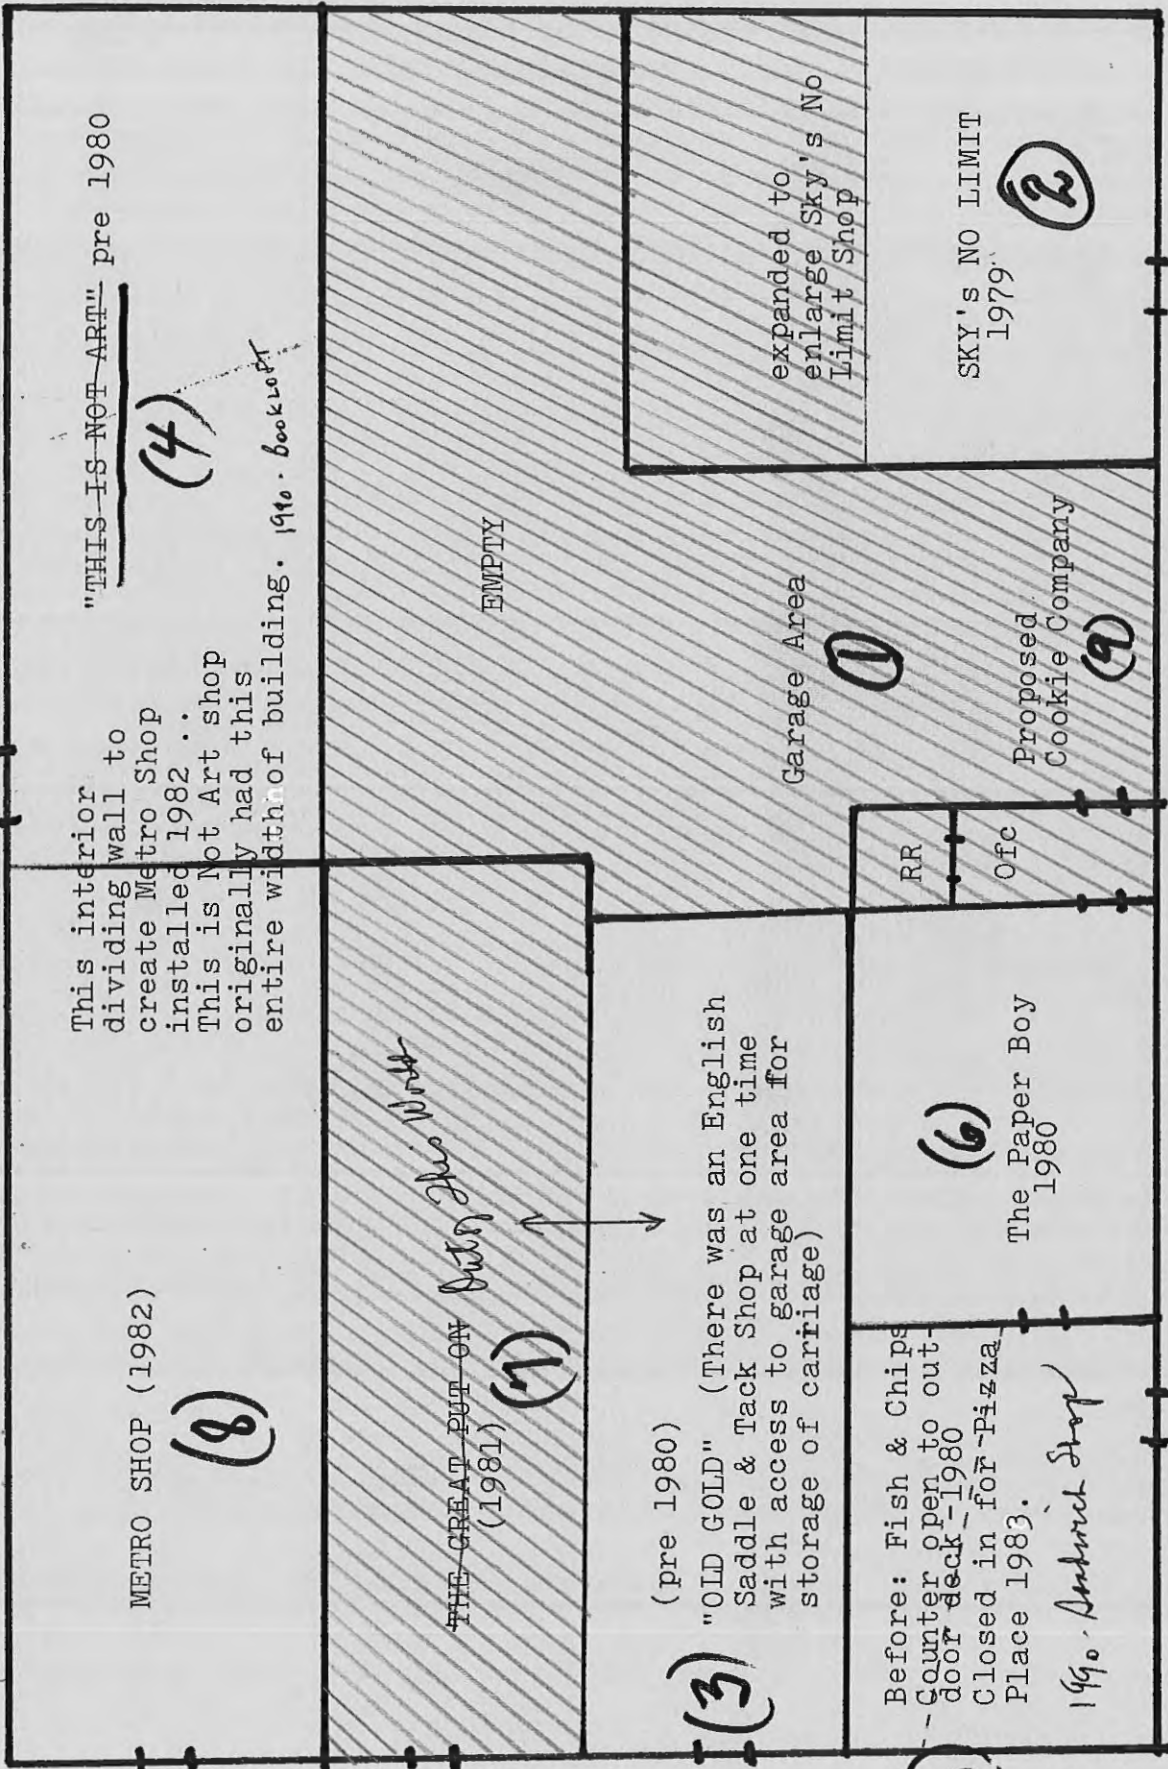 METRO SHOP (1982)
(8)
This interior
dividing wall to
create Metro Shop
installed 1982 ..
This is Not Art shop
originally had this
entire widthhof building. 1990. BookLoft
"THIS IS NOT ART" pre 1980
(4)
THE GREAT PUT ON Out of This World
(1981)
(7)
EMPTY
(pre 1980)
(3) "OLD GOLD" (There was an English
Saddle & Tack Shop at one time
with access to garage area for
storage of carriage)
Garage Area
(1)
expanded to
enlarge Sky's No
Limit Shop
Before: Fish & Chips
Counter open to out-
door deck -1980
Closed in for Pizza
Place 1983.
1990. Sandwich Shop
(6)
The Paper Boy
1980
RR
Ofc
Proposed
Cookie Company
(9)
SKY's NO LIMIT
1979
(2)